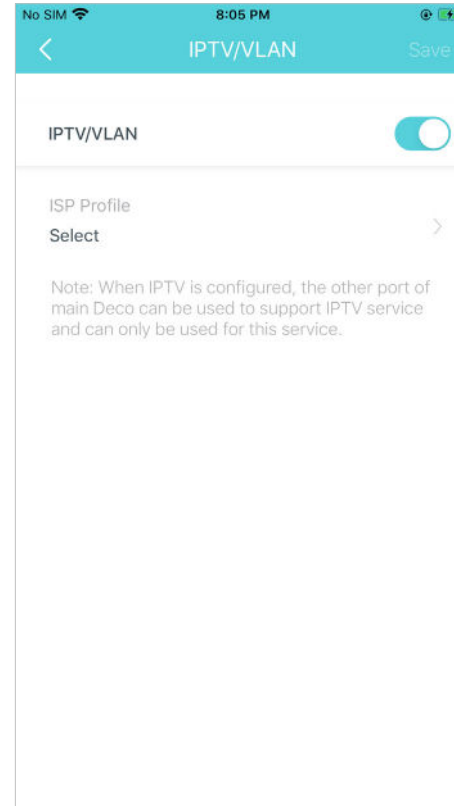 No SIM 8:05 PM
IPTV/VLAN Save
IPTV/VLAN
ISP Profile
Select
Note: When IPTV is configured, the other port of
main Deco can be used to support IPTV service
and can only be used for this service.